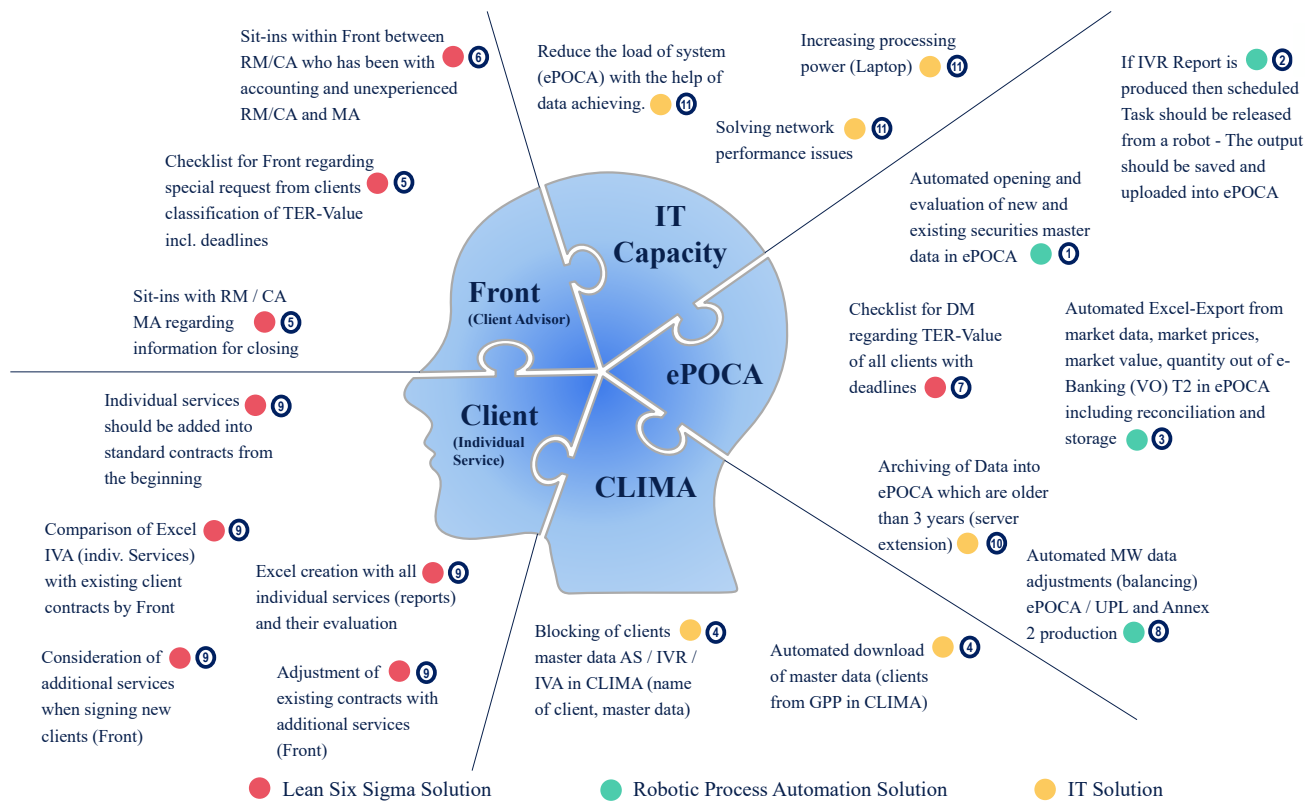 Sit-ins within Front between
RM/CA who has been with 6
accounting and unexperienced
RM/CA and MA
Checklist for Front regarding
special request from clients 5
classification of TER-Value
incl. deadlines
Sit-ins with RM / CA
MA regarding 5
information for closing
Reduce the load of system
(ePOCA) with the help of
data achieving. 11
Increasing processing
power (Laptop) 11
Solving network 11
performance issues
If IVR Report is 2
produced then scheduled
Task should be released
from a robot - The output
should be saved and
uploaded into ePOCA
Automated opening and
evaluation of new and
existing securities master
data in ePOCA 1
Checklist for DM
regarding TER-Value
of all clients with
deadlines 7
Automated Excel-Export from
market data, market prices,
market value, quantity out of e-
Banking (VO) T2 in ePOCA
including reconciliation and
storage 3
Archiving of Data into
ePOCA which are older
than 3 years (server
extension) 10
Automated MW data
adjustments (balancing)
ePOCA / UPL and Annex
2 production 8
IT
Capacity
Front
(Client Advisor)
ePOCA
Client
(Individual
Service)
CLIMA
Individual services 9
should be added into
standard contracts from
the beginning
Comparison of Excel 9
IVA (indiv. Services)
with existing client
contracts by Front
Excel creation with all 9
individual services (reports)
and their evaluation
Consideration of 9
additional services
when signing new
clients (Front)
Adjustment of 9
existing contracts with
additional services
(Front)
Blocking of clients 4
master data AS / IVR /
IVA in CLIMA (name
of client, master data)
Automated download 4
of master data (clients
from GPP in CLIMA)
Lean Six Sigma Solution
Robotic Process Automation Solution
IT Solution